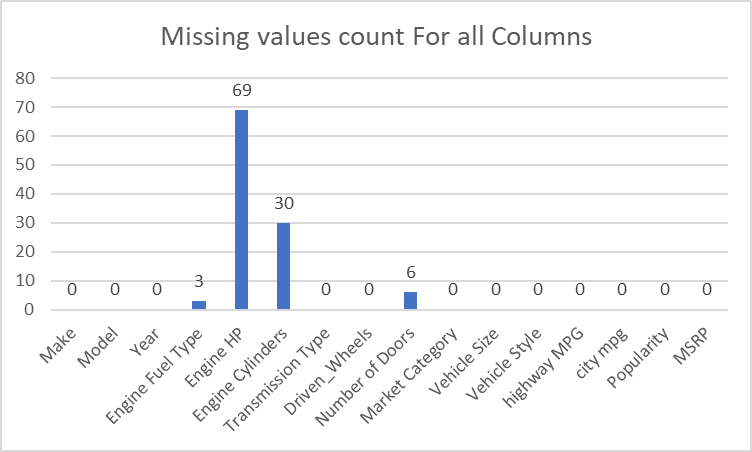 Missing values count For all Columns
80
70
60
50
40
30
20
10
0
0
0
0
3
69
30
0
0
6
0
0
0
0
0
0
0
Make
Model
Year
Engine Fuel Type
Engine HP
Engine Cylinders
Transmission Type
Driven_Wheels
Number of Doors
Market Category
Vehicle Size
Vehicle Style
highway MPG
city mpg
Popularity
MSRP